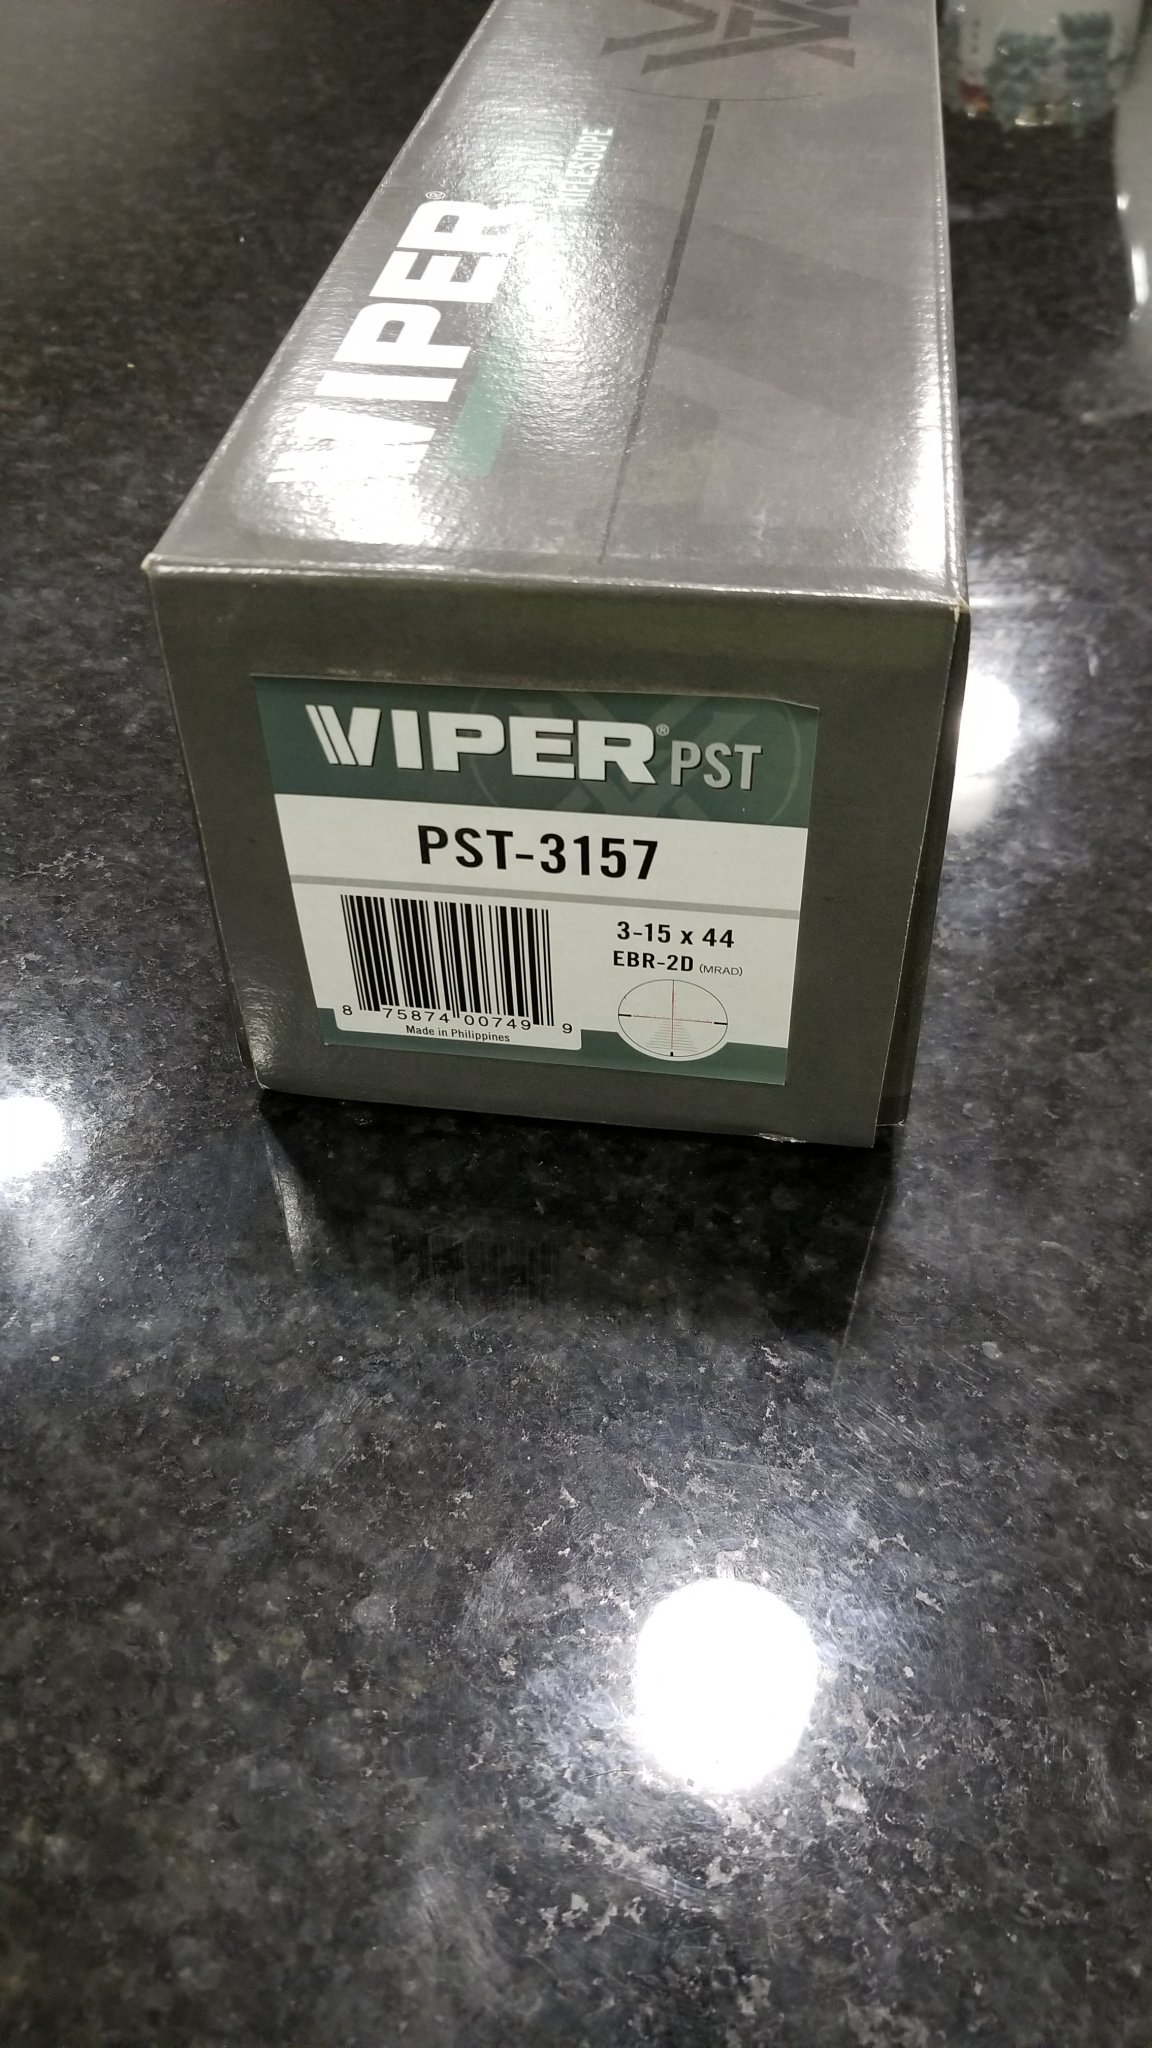 VIPER®
RIFLESCOPE
VIPER® PST
PST-3157
3-15 x 44
EBR-2D (MRAD)
8 75874 00749 9
Made in Philippines